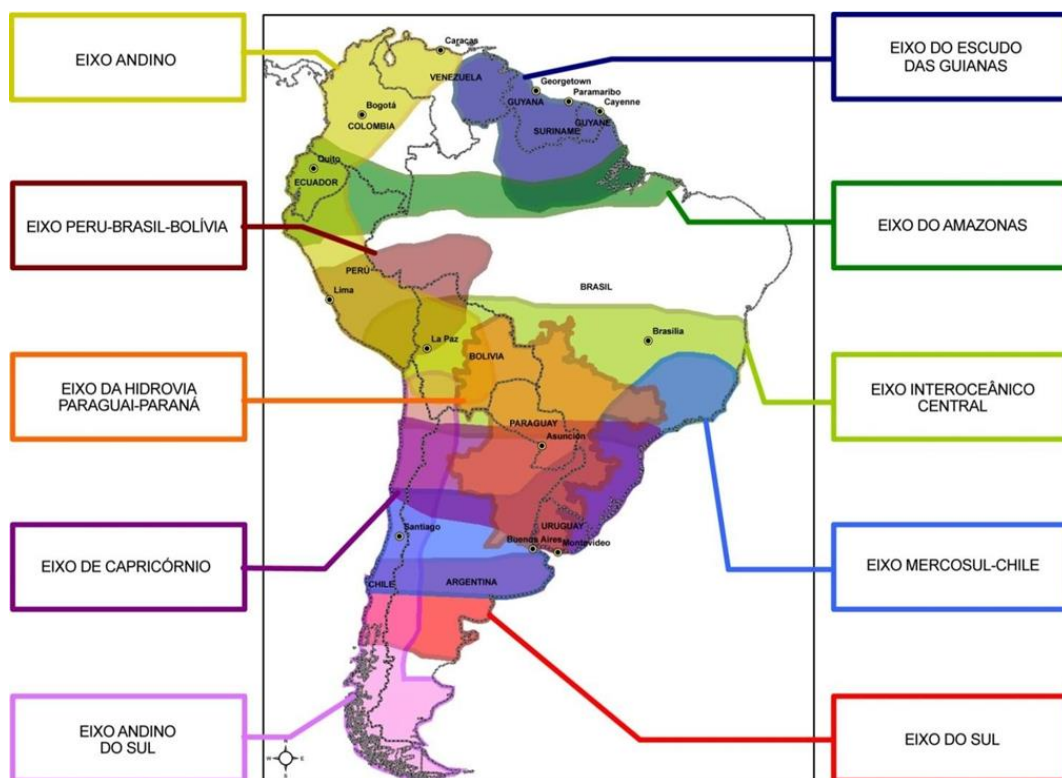 EIXO ANDINO
EIXO PERU-BRASIL-BOLÍVIA
EIXO DA HIDROVIA
PARAGUAI-PARANÁ
EIXO DE CAPRICÓRNIO
EIXO ANDINO
DO SUL
Caracas
VENEZUELA
Georgetown
Paramaribo
GUYANA
Cayenne
Bogotá
COLOMBIA
GUYANE
SURINAME
Quito
ECUADOR
PERÚ
BRASIL
Lima
La Paz
Brasilia
BOLIVIA
PARAGUAY
Asunción
Santiago
URUGUAY
Buenos Aires
Montevideo
CHILE
ARGENTINA
N
W
E
S
EIXO DO ESCUDO
DAS GUIANAS
EIXO DO AMAZONAS
EIXO INTEROCEÂNICO
CENTRAL
EIXO MERCOSUL-CHILE
EIXO DO SUL